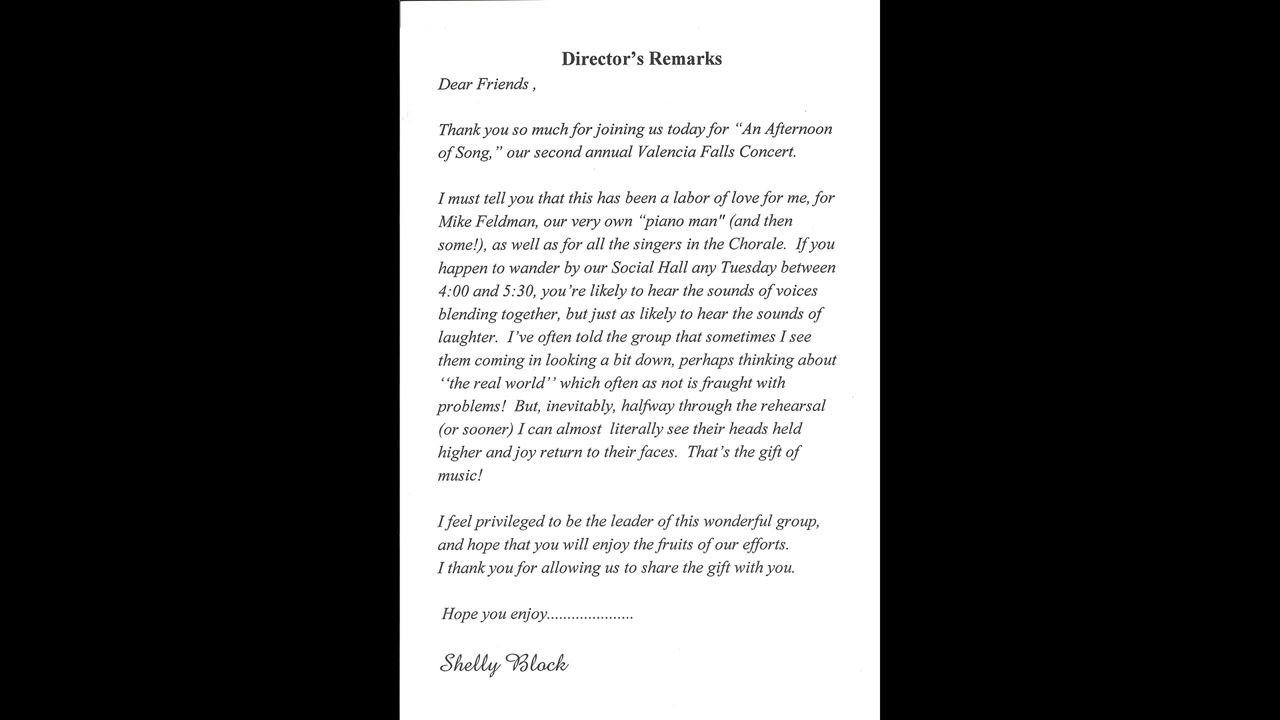 Director’s Remarks
Dear Friends ,
Thank you so much for joining us today for “An Afternoon
of Song,” our second annual Valencia Falls Concert.
I must tell you that this has been a labor of love for me, for
Mike Feldman, our very own “piano man" (and then
some!), as well as for all the singers in the Chorale.  If you
happen to wander by our Social Hall any Tuesday between
4:00 and 5:30, you’re likely to hear the sounds of voices
blending together, but just as likely to hear the sounds of
laughter.  I’ve often told the group that sometimes I see
them coming in looking a bit down, perhaps thinking about
‘‘the real world’’ which often as not is fraught with
problems!  But, inevitably, halfway through the rehearsal
(or sooner) I can almost  literally see their heads held
higher and joy return to their faces.  That’s the gift of
music!
I feel privileged to be the leader of this wonderful group,
and hope that you will enjoy the fruits of our efforts.
I thank you for allowing us to share the gift with you.
Hope you enjoy.....................
Shelly Block